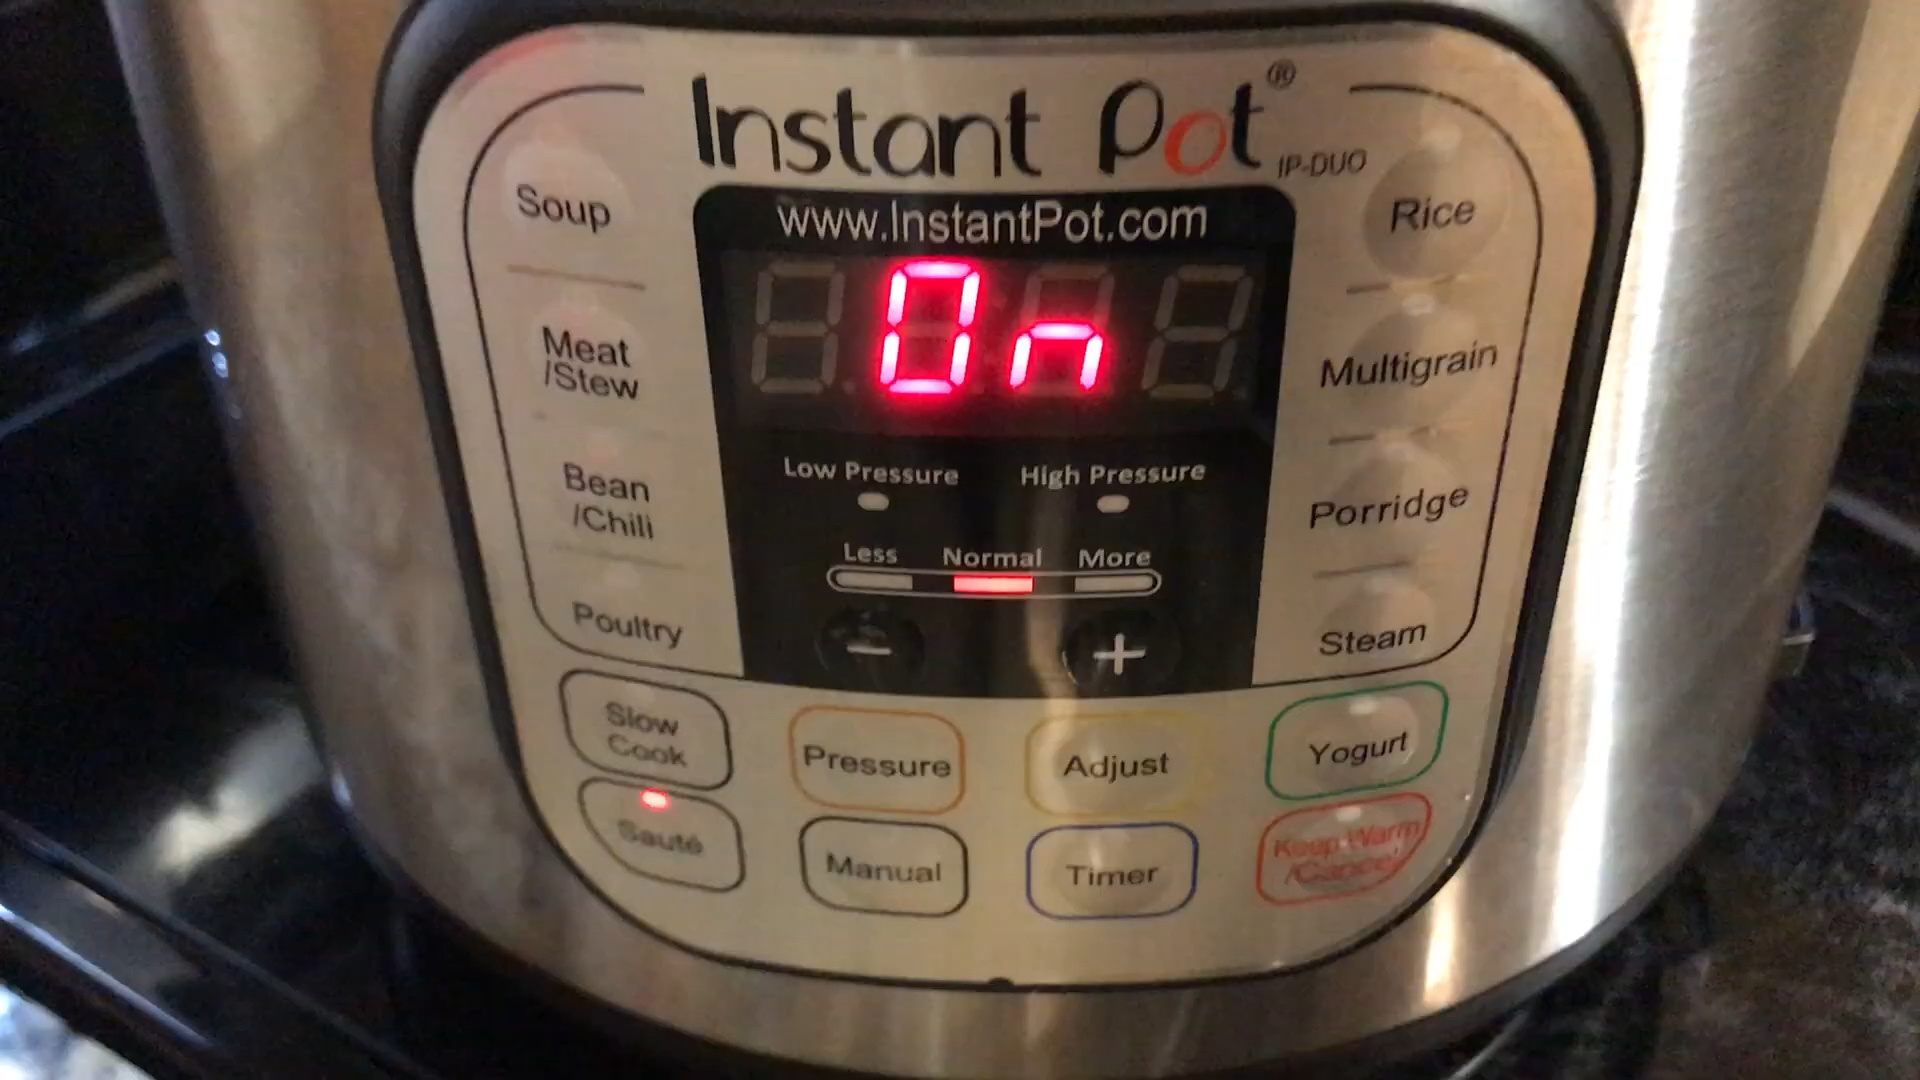 Instant Pot®
IP-DUO
www.InstantPot.com
On
Soup
Meat
/Stew
Bean
/Chili
Poultry
Low Pressure
High Pressure
Less
Normal
More
-
+
Rice
Multigrain
Porridge
Steam
Slow
Cook
Pressure
Adjust
Yogurt
Sauté
Manual
Timer
Keep Warm
/Cancel